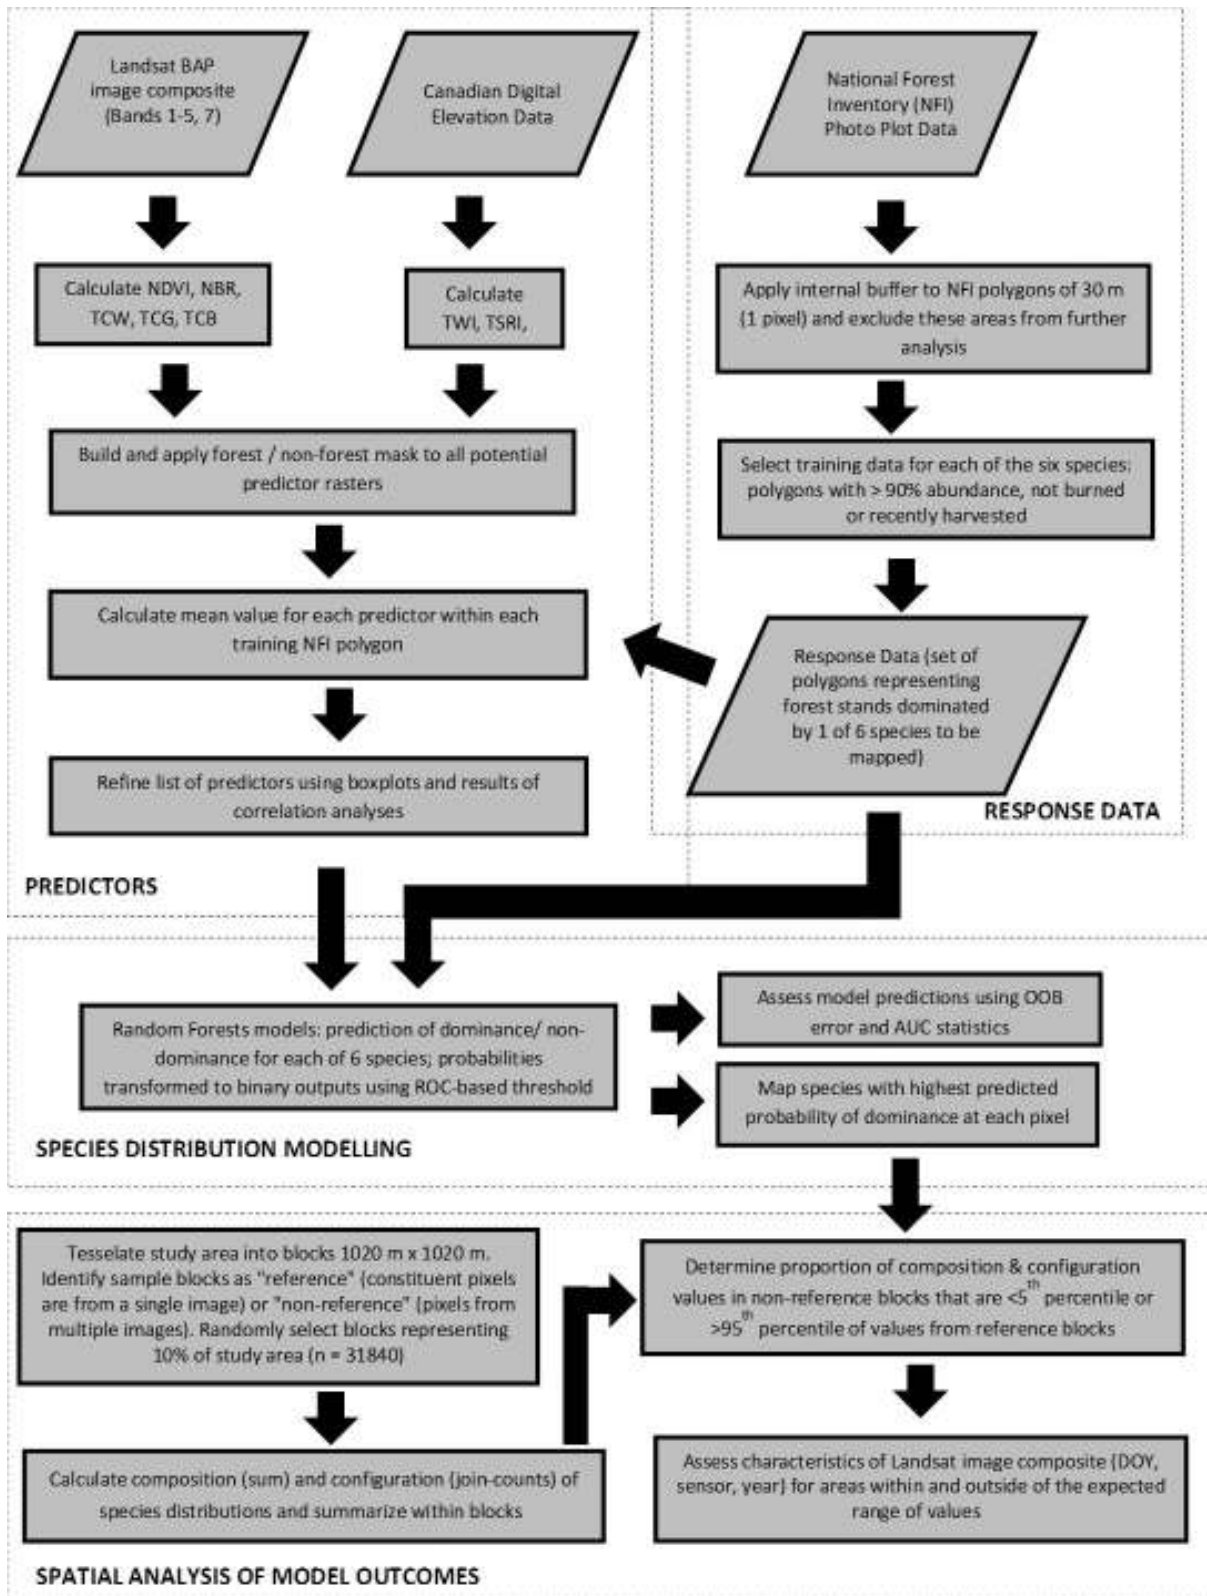 Landsat BAP
image composite
(Bands 1-5, 7)
Canadian Digital
Elevation Data
National Forest
Inventory (NFI)
Photo Plot Data
Calculate NDVI, NBR,
TCW, TCG, TCB
Calculate
TWI, TSRI,
Apply internal buffer to NFI polygons of 30 m
(1 pixel) and exclude these areas from further
analysis
Build and apply forest / non-forest mask to all potential
predictor rasters
Select training data for each of the six species:
polygons with > 90% abundance, not burned
or recently harvested
Calculate mean value for each predictor within each
training NFI polygon
Response Data (set of
polygons representing
forest stands dominated
by 1 of 6 species to be
mapped)
Refine list of predictors using boxplots and results of
correlation analyses
RESPONSE DATA
PREDICTORS
Random Forests models: prediction of dominance/ non-
dominance for each of 6 species; probabilities
transformed to binary outputs using ROC-based threshold
Assess model predictions using OOB
error and AUC statistics
Map species with highest predicted
probability of dominance at each pixel
SPECIES DISTRIBUTION MODELLING
Tesselate study area into blocks 1020 m x 1020 m.
Identify sample blocks as "reference" (constituent pixels
are from a single image) or "non-reference" (pixels from
multiple images). Randomly select blocks representing
10% of study area (n = 31840)
Determine proportion of composition & configuration
values in non-reference blocks that are <5th percentile or
>95th percentile of values from reference blocks
Calculate composition (sum) and configuration (join-counts) of
species distributions and summarize within blocks
Assess characteristics of Landsat image composite (DOY,
sensor, year) for areas within and outside of the expected
range of values
SPATIAL ANALYSIS OF MODEL OUTCOMES